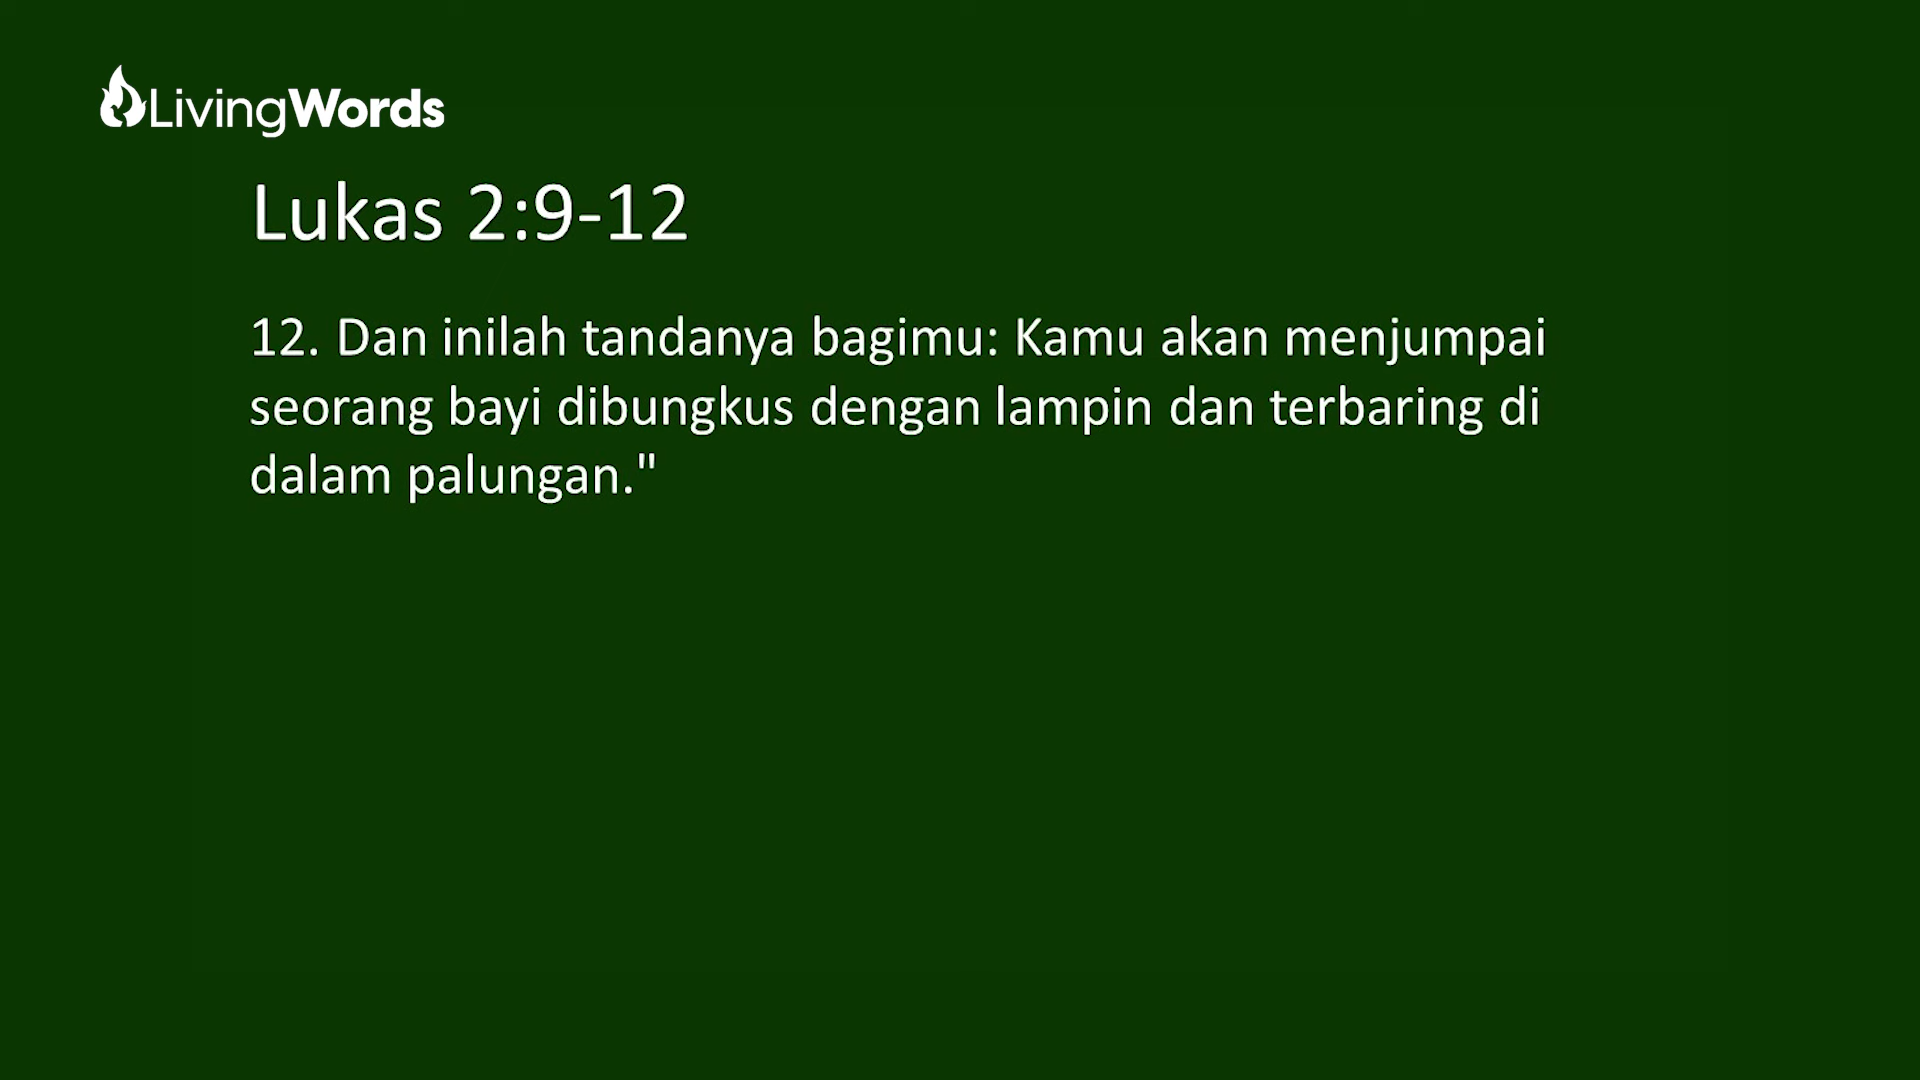 LivingWords
Lukas 2:9-12
12. Dan inilah tandanya bagimu: Kamu akan menjumpai
seorang bayi dibungkus dengan lampin dan terbaring di
dalam palungan."